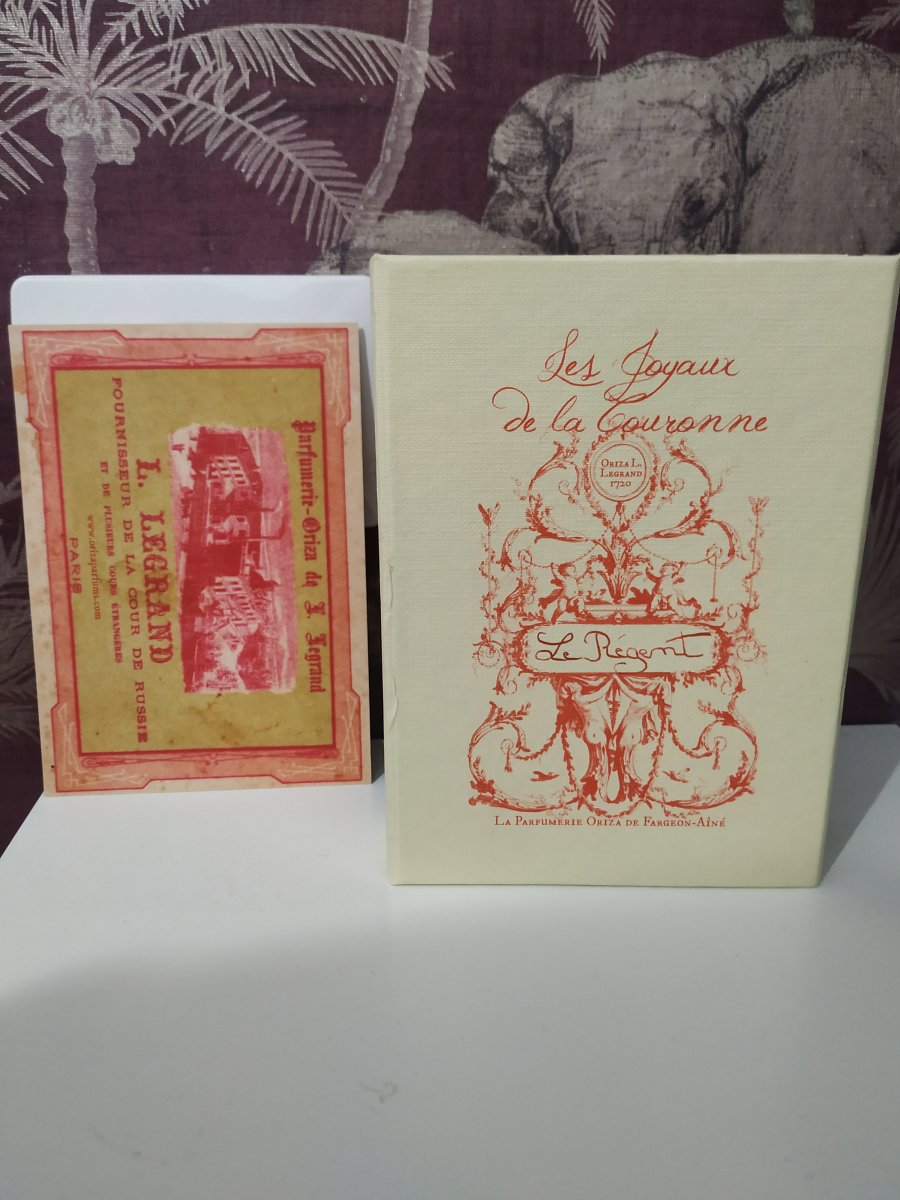 Parfumerie-Oriza de L. Legrand
L. LEGRAND
FOURNISSEUR DE LA COUR DE RUSSIE
ET DE PLUSIEURS COURS ÉTRANGÈRES
www.orizaparfums.com
PARIS
Les Joyaux
de la Couronne
ORIZA L.
LEGRAND
1720
Le Régent
LA PARFUMERIE ORIZA DE FARGEON-AÎNÉ